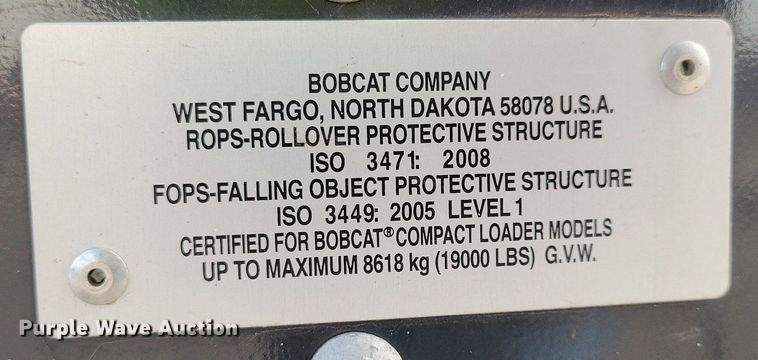 BOBCAT COMPANY
WEST FARGO, NORTH DAKOTA 58078 U.S.A.
ROPS-ROLLOVER PROTECTIVE STRUCTURE
ISO 3471: 2008
FOPS-FALLING OBJECT PROTECTIVE STRUCTURE
ISO 3449: 2005 LEVEL 1
CERTIFIED FOR BOBCAT® COMPACT LOADER MODELS
UP TO MAXIMUM 8618 kg (19000 LBS) G.V.W.
Purple Wave Auction